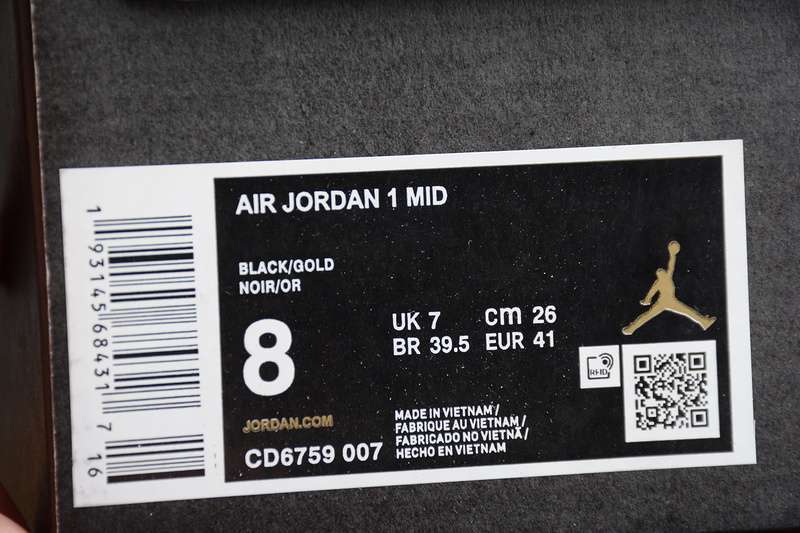 AIR JORDAN 1 MID
BLACK/GOLD
NOIR/OR
8
UK 7 cm 26
BR 39.5 EUR 41
RFID
JORDAN.COM
CD6759 007
MADE IN VIETNAM /
FABRIQUE AU VIETNAM /
FABRICADO NO VIETNÃ /
HECHO EN VIETNAM
1 93145 68431 7 16